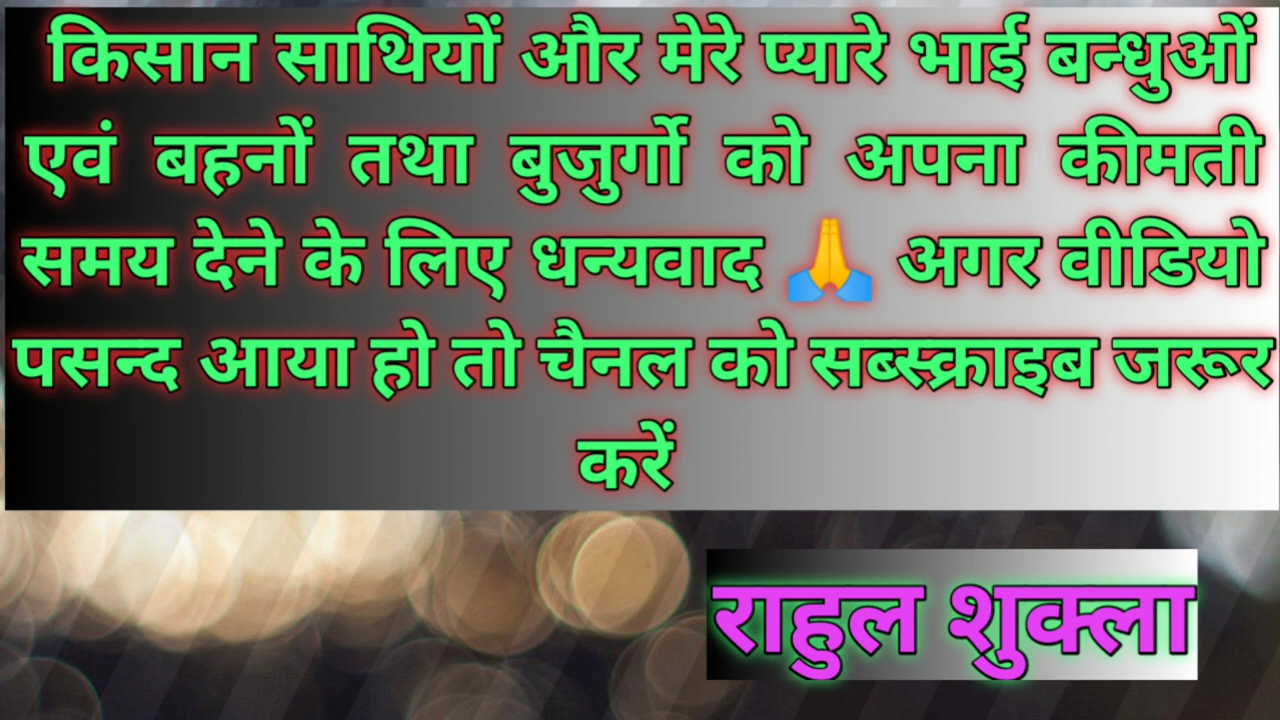 किसान साथियों और मेरे प्यारे भाई बन्धुओं
एवं बहनों तथा बुजुर्गो को अपना कीमती
समय देने के लिए धन्यवाद 🙏 अगर वीडियो
पसन्द आया हो तो चैनल को सब्स्क्राइब जरूर
करें
राहुल शुक्ला